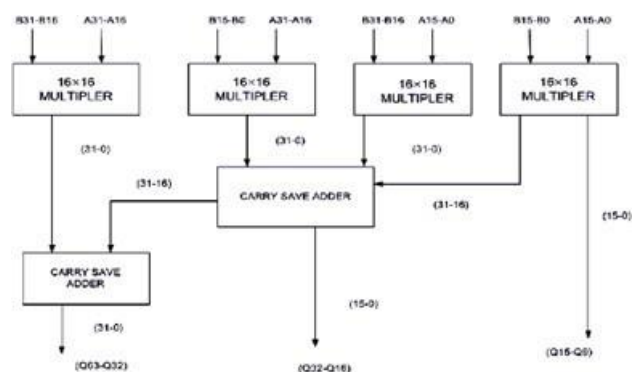 B31-B16 A31-A16 B15-B0 A31-A16 B31-B16 A15-A0 B15-B0 A15-A0
16×16 MULTIPLER
16×16 MULTIPLER
16×16 MULTIPLER
16×16 MULTIPLER
(31-0)
(31-0)
(31-0)
(31-16)
CARRY SAVE ADDER
(31-16)
(15-0)
CARRY SAVE ADDER
(31-0)
(15-0)
(Q63-Q32)
(Q32-Q16)
(Q15-Q0)